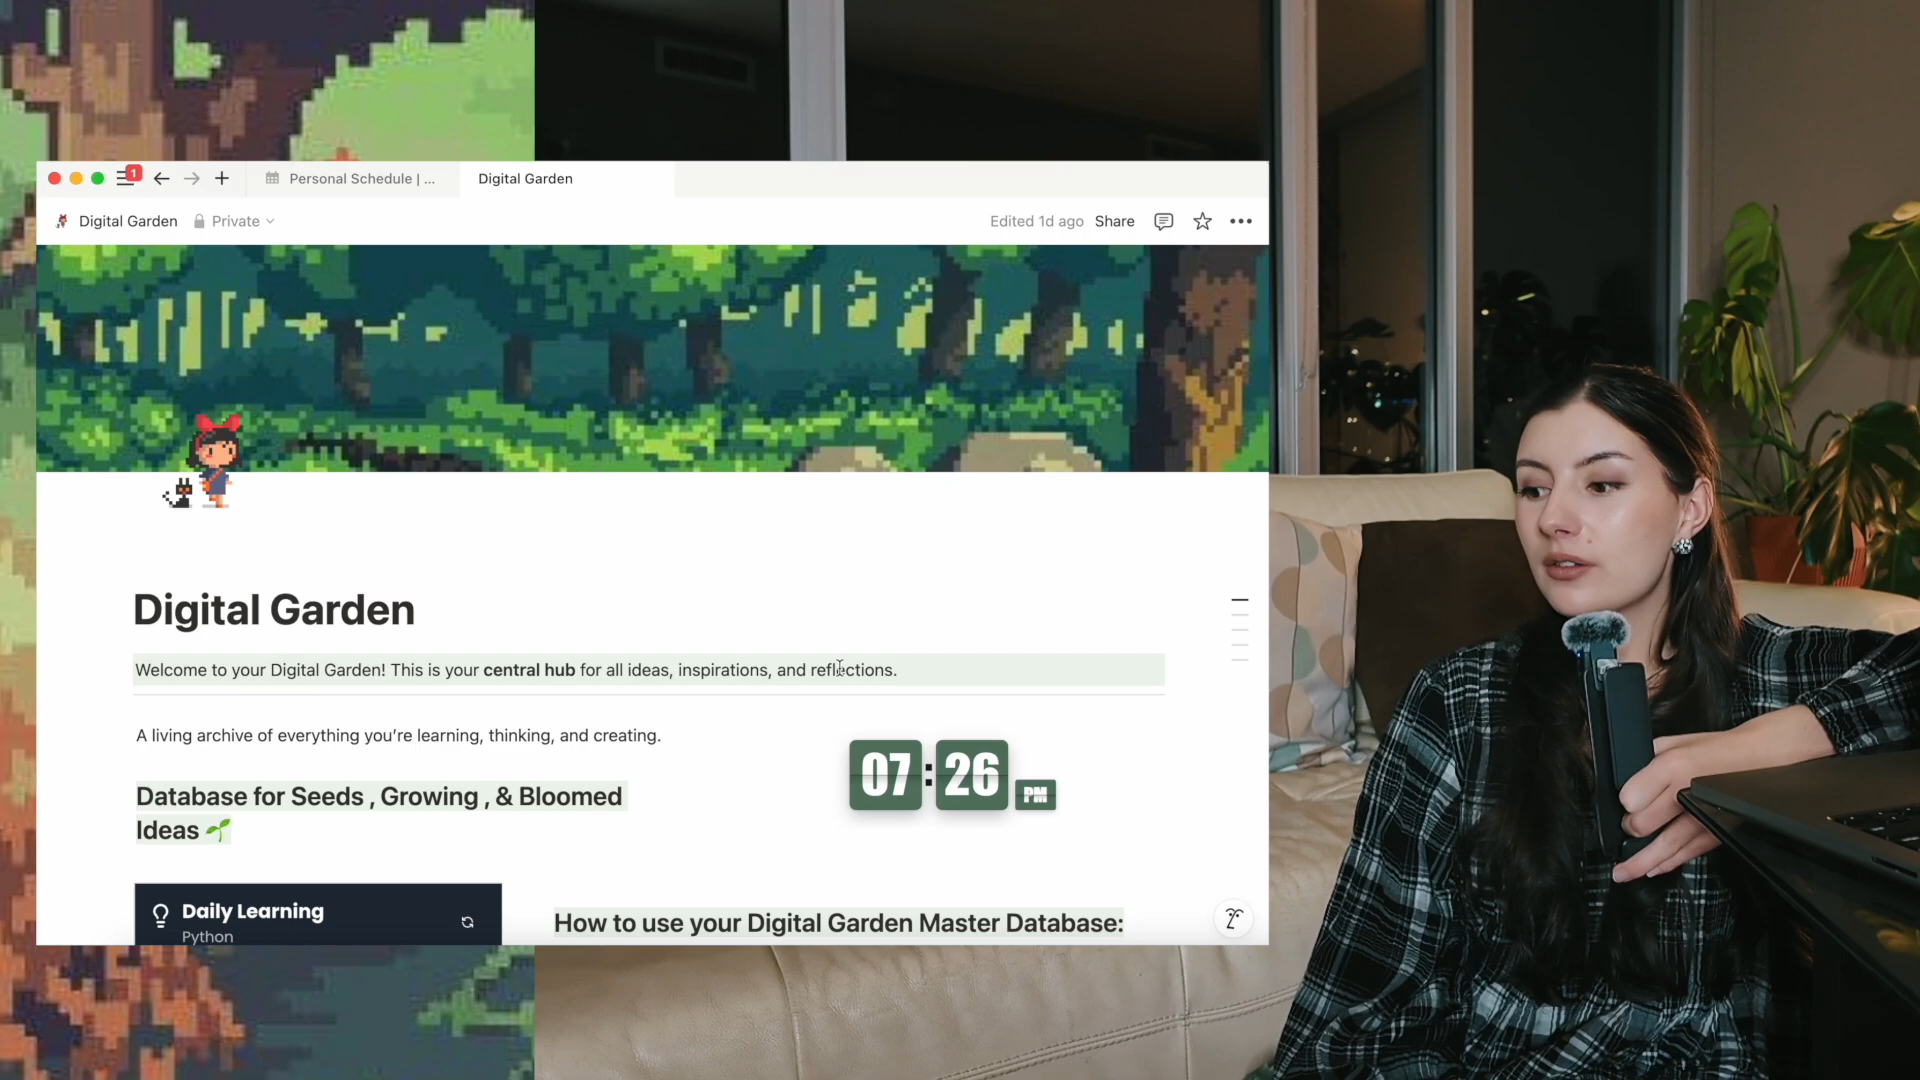 1
Personal Schedule | ...
Digital Garden
Digital Garden
Private
Edited 1d ago
Share
Digital Garden
Welcome to your Digital Garden! This is your central hub for all ideas, inspirations, and reflections.
A living archive of everything you're learning, thinking, and creating.
07:26 PM
Database for Seeds , Growing , & Bloomed
Ideas 🌱
Daily Learning
Python
How to use your Digital Garden Master Database: